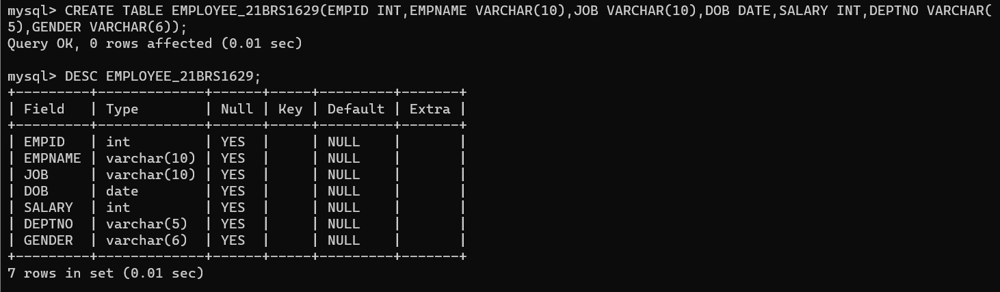 mysql> CREATE TABLE EMPLOYEE_21BRS1629(EMPID INT,EMPNAME VARCHAR(10),JOB VARCHAR(10),DOB DATE,SALARY INT,DEPTNO VARCHAR(
5),GENDER VARCHAR(6));
Query OK, 0 rows affected (0.01 sec)

mysql> DESC EMPLOYEE_21BRS1629;
+---------+-------------+------+-----+---------+-------+
| Field   | Type        | Null | Key | Default | Extra |
+---------+-------------+------+-----+---------+-------+
| EMPID   | int         | YES  |     | NULL    |       |
| EMPNAME | varchar(10) | YES  |     | NULL    |       |
| JOB     | varchar(10) | YES  |     | NULL    |       |
| DOB     | date        | YES  |     | NULL    |       |
| SALARY  | int         | YES  |     | NULL    |       |
| DEPTNO  | varchar(5)  | YES  |     | NULL    |       |
| GENDER  | varchar(6)  | YES  |     | NULL    |       |
+---------+-------------+------+-----+---------+-------+
7 rows in set (0.01 sec)